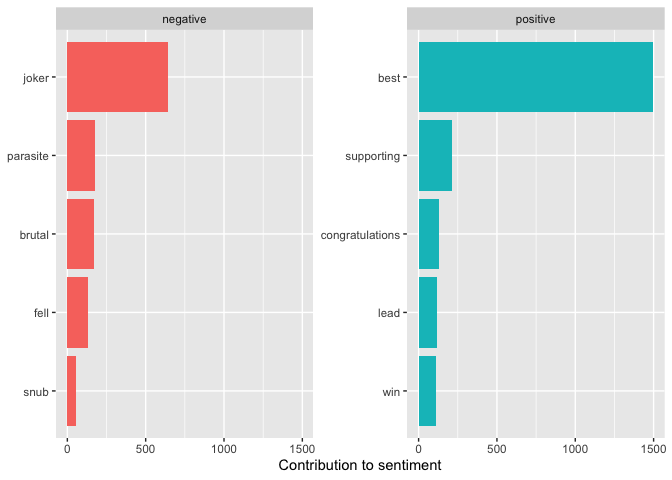 negative
joker
parasite
brutal
fell
snub
0 500 1000 1500
positive
best
supporting
congratulations
lead
win
0 500 1000 1500
Contribution to sentiment